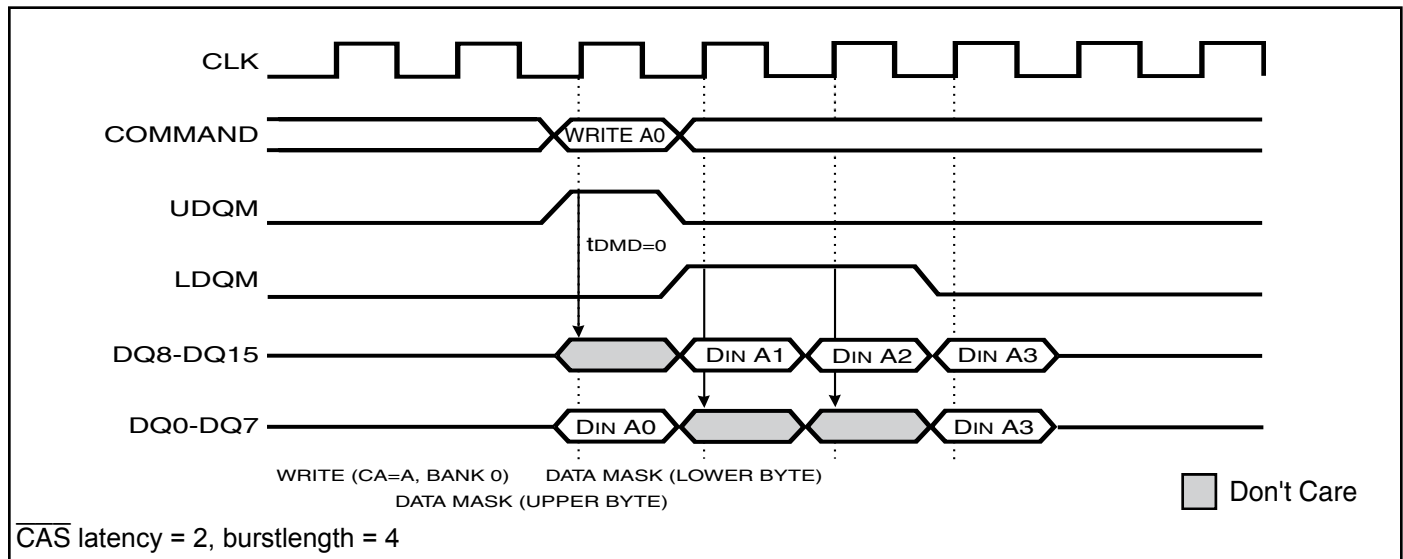 CLK
COMMAND
WRITE A0
UDQM
tDMD=0
LDQM
DQ8-DQ15
DIN A1
DIN A2
DIN A3
DQ0-DQ7
DIN A0
DIN A3
WRITE (CA=A, BANK 0)
DATA MASK (LOWER BYTE)
DATA MASK (UPPER BYTE)
Don't Care
C̅A̅S̅ latency = 2, burstlength = 4